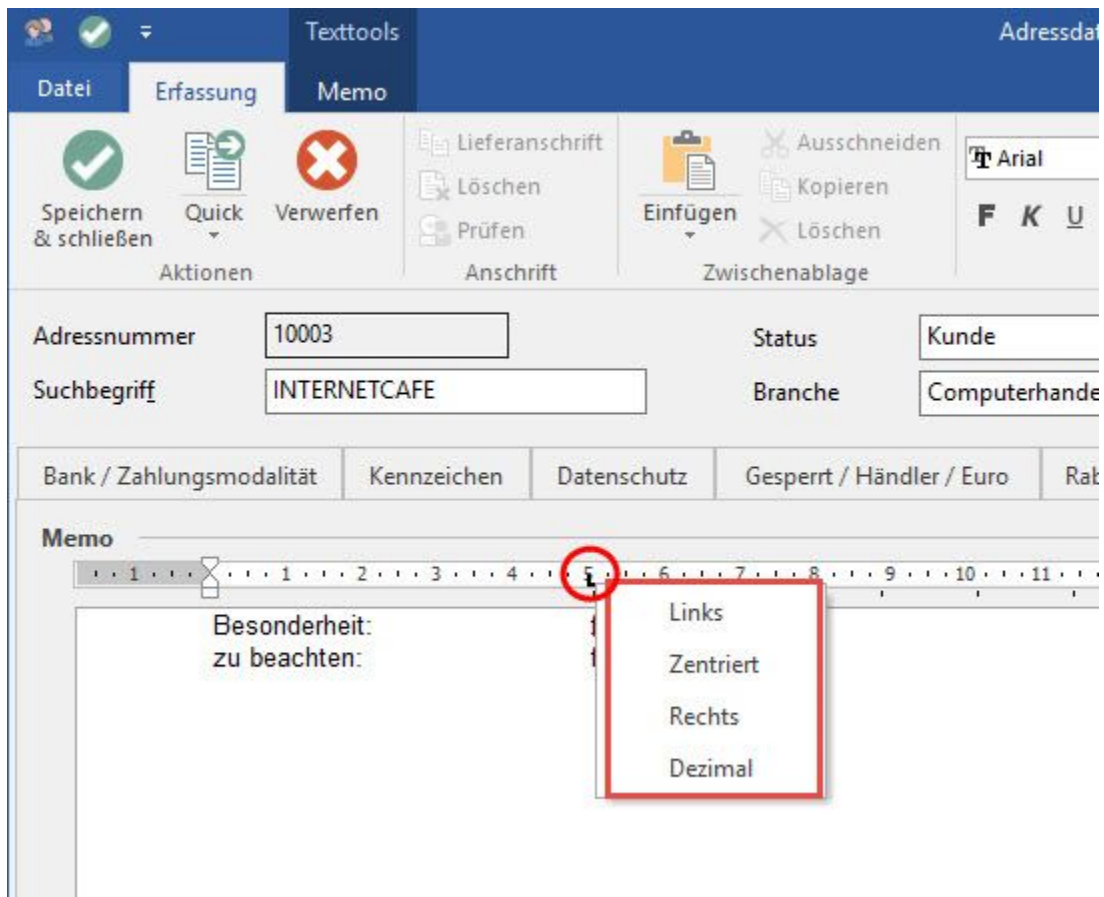 Texttools
Adressdat
Datei Erfassung Memo
Speichern & schließen
Quick
Verwerfen
Aktionen
Lieferanschrift
Löschen
Prüfen
Anschrift
Einfügen
Ausschneiden
Kopieren
Löschen
Zwischenablage
Arial
F K U
Adressnummer 10003 Status Kunde
Suchbegriff INTERNETCAFE Branche Computerhande
Bank / Zahlungsmodalität Kennzeichen Datenschutz Gesperrt / Händler / Euro Rab
Memo
1 1 2 3 4 5 6 7 8 9 10 11
Besonderheit:
zu beachten:
Links
Zentriert
Rechts
Dezimal